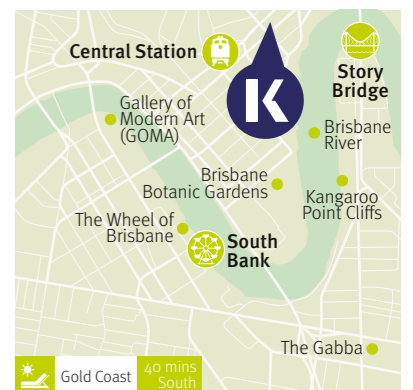 Central Station
K
Story
Bridge
Gallery of
Modern Art
(GOMA)
Brisbane
River
Brisbane
Botanic Gardens
Kangaroo
Point Cliffs
The Wheel of
Brisbane
South
Bank
The Gabba
Gold Coast
40 mins
South